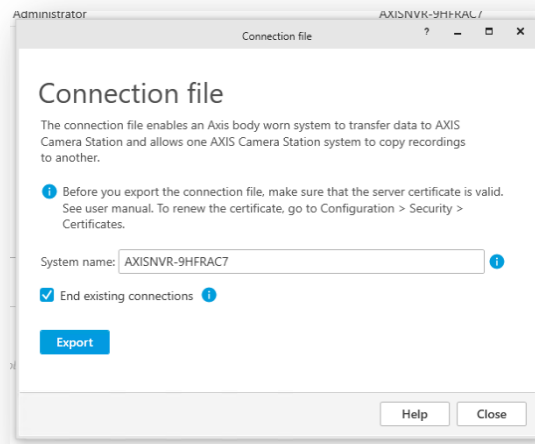 Administrator AXISNVR-9HFRAC7
Connection file
Connection file
The connection file enables an Axis body worn system to transfer data to AXIS
Camera Station and allows one AXIS Camera Station system to copy recordings
to another.
Before you export the connection file, make sure that the server certificate is valid.
See user manual. To renew the certificate, go to Configuration > Security >
Certificates.
System name: AXISNVR-9HFRAC7
End existing connections
Export
Help Close